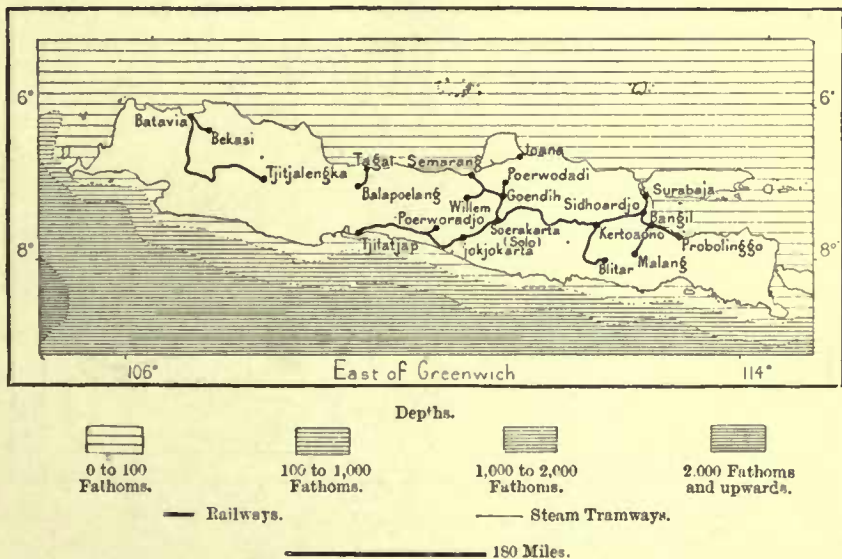 6° 6°
Batavia
Bekasi
Joana
Tagal Semarang
Poerwodadi
Tjitjalengka
Surabaja
Balapoelang
Goendih
Sidhoardjo
Willem
Bangil
Poerworadjo
Soerakarta
Kertosono
(Solo)
Probolinggo
8° 8°
Tjilatjap
jokjokarta
Malang
Blitar
106° East of Greenwich 114°
Depths.
0 to 100
Fathoms.
100 to 1,000
Fathoms.
1,000 to 2,000
Fathoms.
2.000 Fathoms
and upwards.
Railways.
Steam Tramways.
180 Miles.